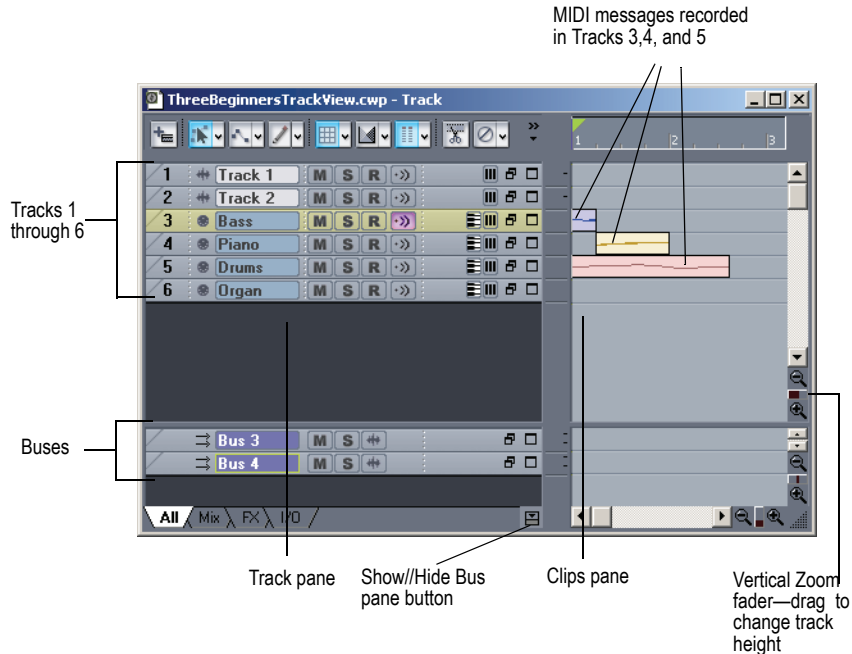 MIDI messages recorded
in Tracks 3,4, and 5
ThreeBeginnersTrackView.cwp - Track
1 2 3
1 Track 1 M S R
2 Track 2 M S R
Tracks 1
through 6
3 Bass M S R
4 Piano M S R
5 Drums M S R
6 Organ M S R
Buses
Bus 3 M S
Bus 4 M S
All Mix FX I/O
Track pane
Show//Hide Bus
pane button
Clips pane
Vertical Zoom
fader—drag to
change track
height